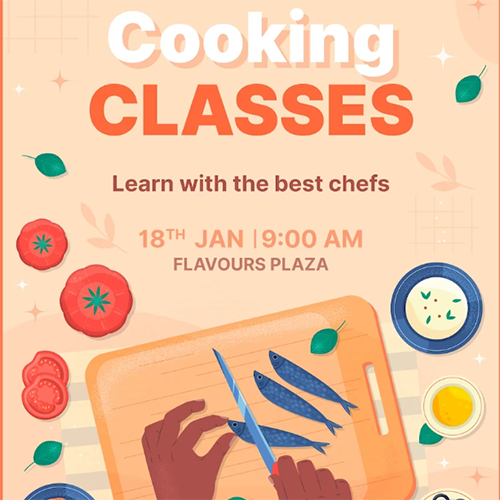 Cooking
CLASSES
Learn with the best chefs
18TH JAN | 9:00 AM
FLAVOURS PLAZA